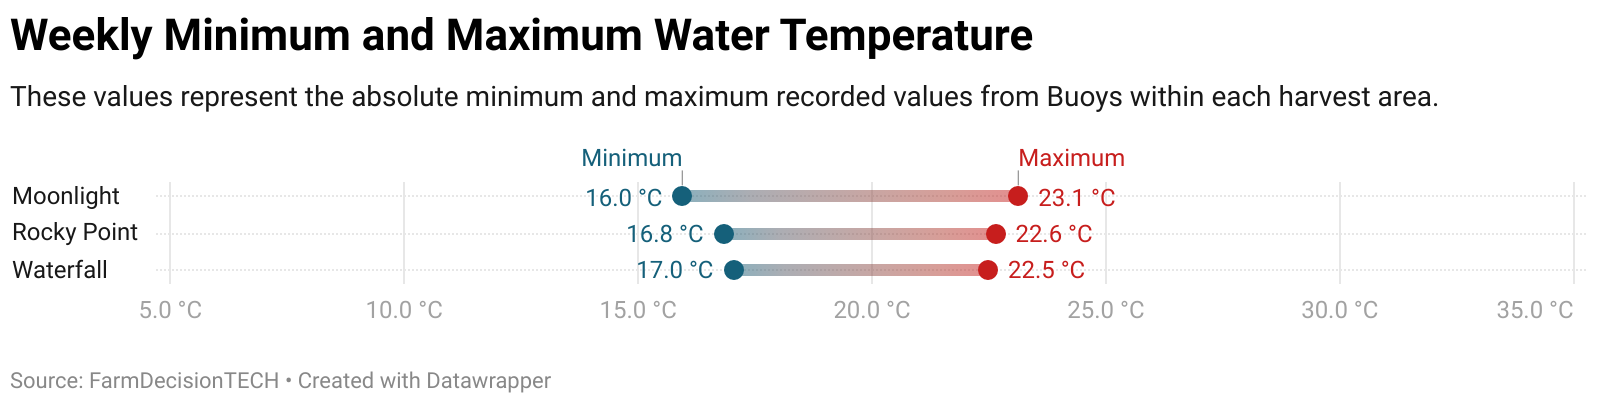 Weekly Minimum and Maximum Water Temperature
These values represent the absolute minimum and maximum recorded values from Buoys within each harvest area.
Minimum Maximum
Moonlight 16.0 °C 23.1 °C
Rocky Point 16.8 °C 22.6 °C
Waterfall 17.0 °C 22.5 °C
5.0 °C 10.0 °C 15.0 °C 20.0 °C 25.0 °C 30.0 °C 35.0 °C
Source: FarmDecisionTECH • Created with Datawrapper